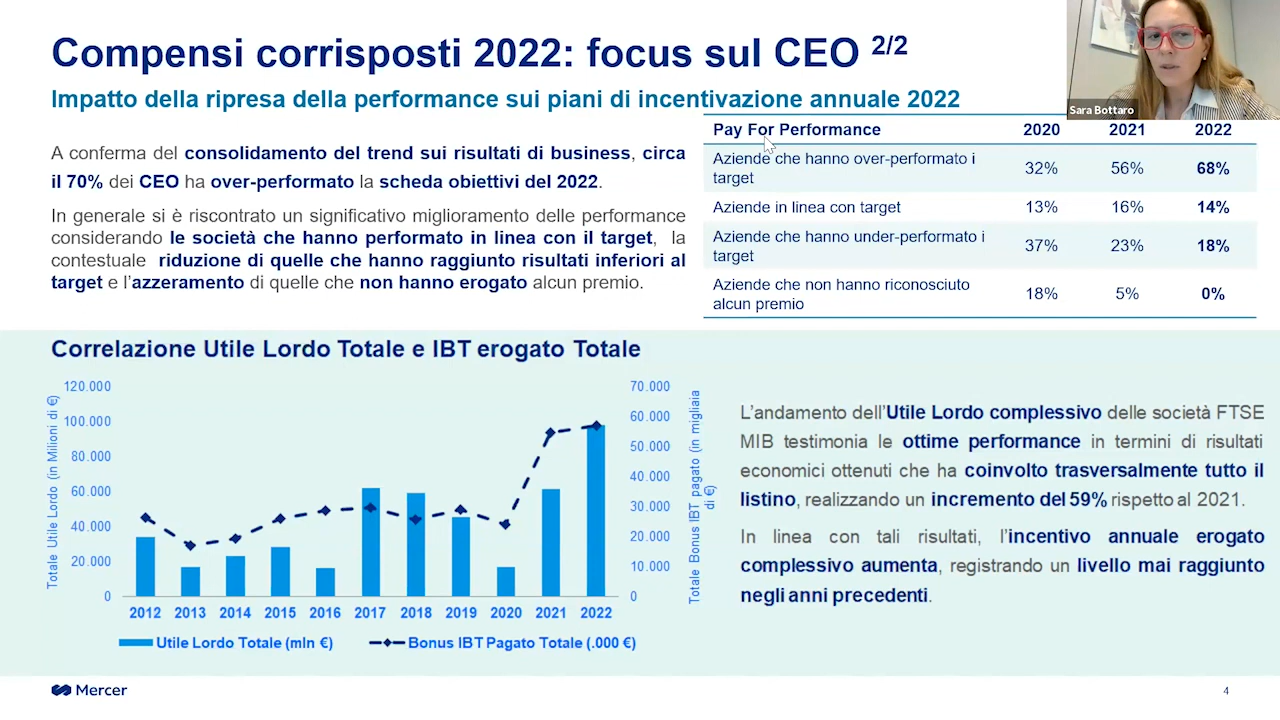 Compensi corrisposti 2022: focus sul CEO 2/2
Impatto della ripresa della performance sui piani di incentivazione annuale 2022
Sara Bottaro
A conferma del consolidamento del trend sui risultati di business, circa
il 70% dei CEO ha over-performato la scheda obiettivi del 2022.
In generale si è riscontrato un significativo miglioramento delle performance
considerando le società che hanno performato in linea con il target, la
contestuale riduzione di quelle che hanno raggiunto risultati inferiori al
target e l'azzeramento di quelle che non hanno erogato alcun premio.
Pay For Performance 2020 2021 2022
Aziende che hanno over-performato i
target 32% 56% 68%
Aziende in linea con target 13% 16% 14%
Aziende che hanno under-performato i
target 37% 23% 18%
Aziende che non hanno riconosciuto
alcun premio 18% 5% 0%
Correlazione Utile Lordo Totale e IBT erogato Totale
Totale Utile Lordo (in Milioni di €)
120.000
100.000
80.000
60.000
40.000
20.000
0
70.000
60.000
50.000
40.000
30.000
20.000
10.000
0
Totale Bonus IBT pagato (in migliaia
di €)
2012 2013 2014 2015 2016 2017 2018 2019 2020 2021 2022
Utile Lordo Totale (mln €) Bonus IBT Pagato Totale (.000 €)
L'andamento dell'Utile Lordo complessivo delle società FTSE
MIB testimonia le ottime performance in termini di risultati
economici ottenuti che ha coinvolto trasversalmente tutto il
listino, realizzando un incremento del 59% rispetto al 2021.
In linea con tali risultati, l'incentivo annuale erogato
complessivo aumenta, registrando un livello mai raggiunto
negli anni precedenti.
Mercer
4